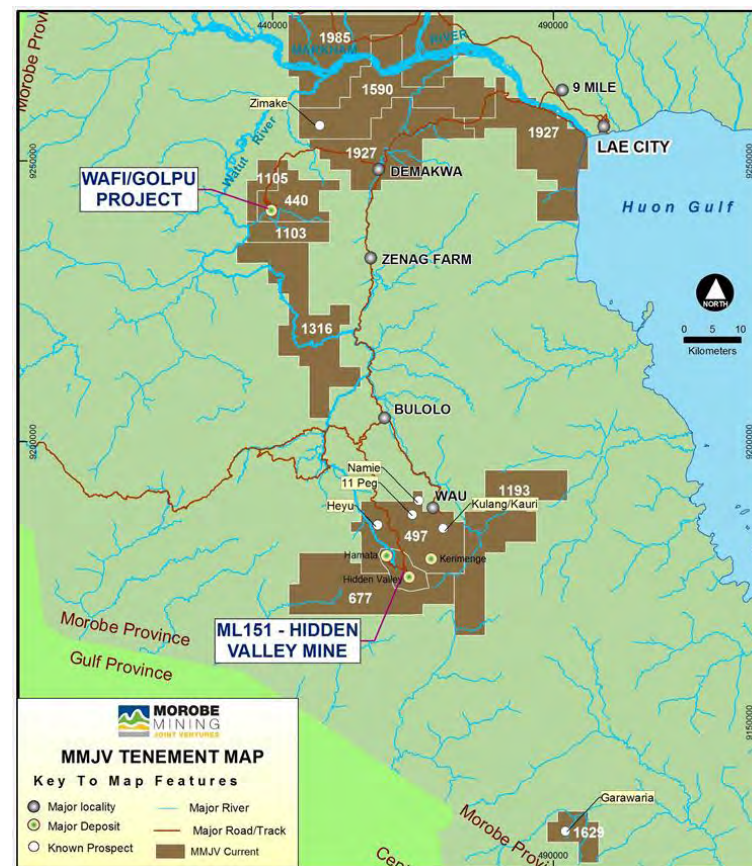 440000
490000
Morobe Provi
1985
MARKHAM
RIVER
1590
9 MILE
Zimake
Watut River
1927
1927
LAE CITY
9250000
9250000
WAFI/GOLPU
PROJECT
1105
440
DEMAKWA
Huon Gulf
1103
ZENAG FARM
NORTH
0 5 10
Kilometers
1316
BULOLO
9200000
9200000
Namie
11 Peg
WAU
1193
Heyu
Kulang/Kauri
497
Hamata
Kerimenge
Hidden Valley
677
Morobe Province
Gulf Province
ML151 - HIDDEN
VALLEY MINE
9150000
MOROBE
MINING
JOINT VENTURES
MMJV TENEMENT MAP
Key To Map Features
Major locality
Major River
Major Deposit
Major Road/Track
Known Prospect
MMJV Current
Garawaria
1629
Morobe Provi
Cen
490000